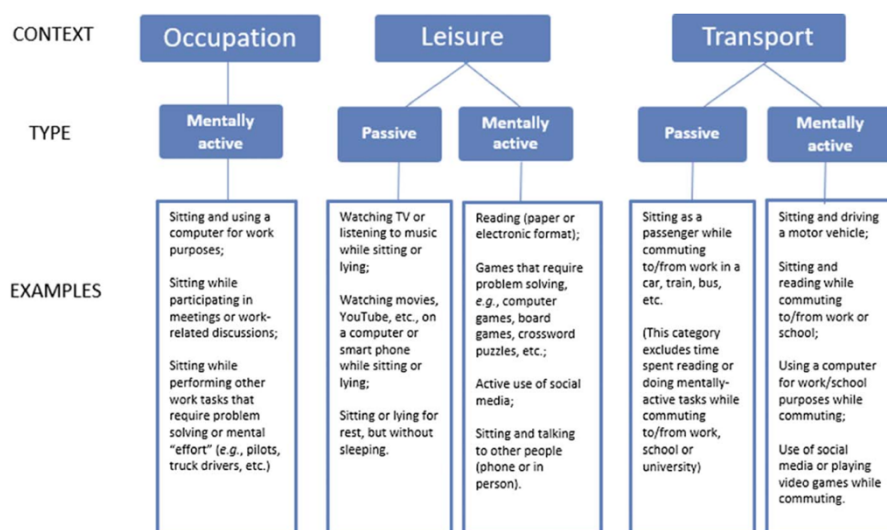 CONTEXT
Occupation
Leisure
Transport
TYPE
Mentally
active
Passive
Mentally
active
Passive
Mentally
active
EXAMPLES
Sitting and using a
computer for work
purposes;
Sitting while
participating in
meetings or work-
related discussions;
Sitting while
performing other
work tasks that
require problem
solving or mental
“effort” (e.g., pilots,
truck drivers, etc.)
Watching TV or
listening to music
while sitting or
lying;
Watching movies,
YouTube, etc., on
a computer or
smart phone
while sitting or
lying;
Sitting or lying for
rest, but without
sleeping.
Reading (paper or
electronic format);
Games that require
problem solving,
e.g., computer
games, board
games, crossword
puzzles, etc.;
Active use of social
media;
Sitting and talking
to other people
(phone or in
person).
Sitting as a
passenger while
commuting
to/from work in a
car, train, bus,
etc.
(This category
excludes time
spent reading or
doing mentally-
active tasks while
commuting
to/from work,
school or
university)
Sitting and driving
a motor vehicle;
Sitting and
reading while
commuting
to/from work or
school;
Using a computer
for work/school
purposes while
commuting;
Use of social
media or playing
video games while
commuting.